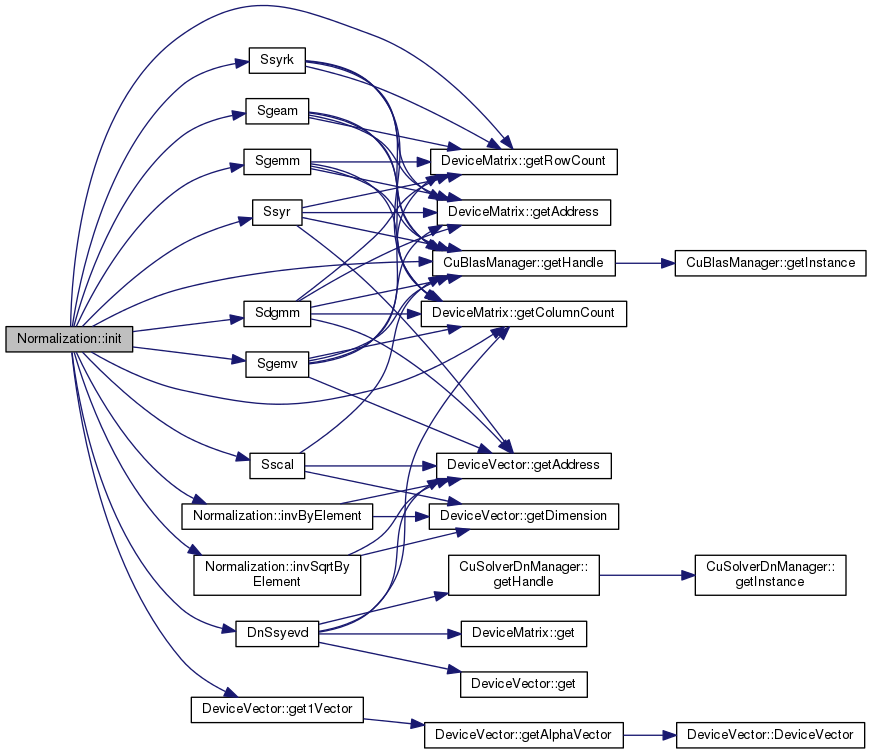 Ssyrk
Sgeam
Sgemm
DeviceMatrix::getRowCount
Ssyr
DeviceMatrix::getAddress
CuBlasManager::getHandle
CuBlasManager::getInstance
Sdgmm
DeviceMatrix::getColumnCount
Normalization::init
Sgemv
Sscal
DeviceVector::getAddress
Normalization::invByElement
DeviceVector::getDimension
Normalization::invSqrtBy
Element
CuSolverDnManager::
getHandle
CuSolverDnManager::
getInstance
DnSsyevd
DeviceMatrix::get
DeviceVector::get
DeviceVector::get1Vector
DeviceVector::getAlphaVector
DeviceVector::DeviceVector